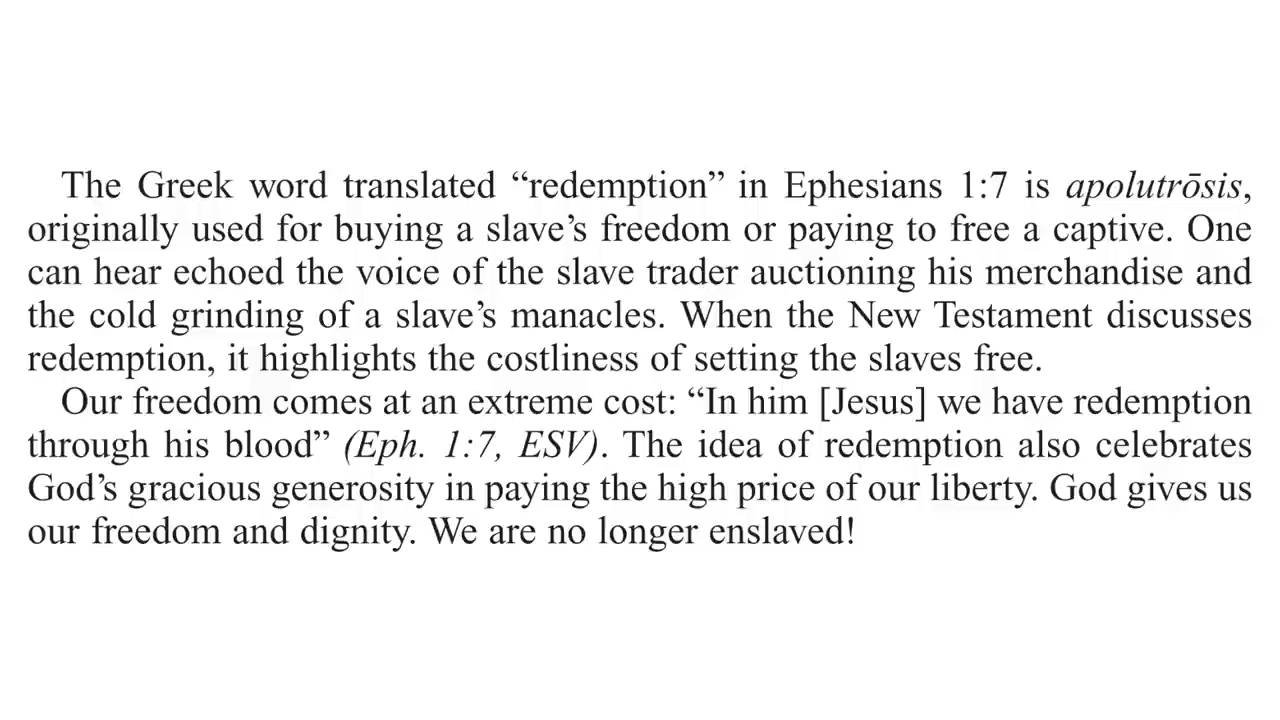 The Greek word translated “redemption” in Ephesians 1:7 is apolutrōsis,
originally used for buying a slave’s freedom or paying to free a captive. One
can hear echoed the voice of the slave trader auctioning his merchandise and
the cold grinding of a slave’s manacles. When the New Testament discusses
redemption, it highlights the costliness of setting the slaves free.
Our freedom comes at an extreme cost: “In him [Jesus] we have redemption
through his blood” (Eph. 1:7, ESV). The idea of redemption also celebrates
God’s gracious generosity in paying the high price of our liberty. God gives us
our freedom and dignity. We are no longer enslaved!